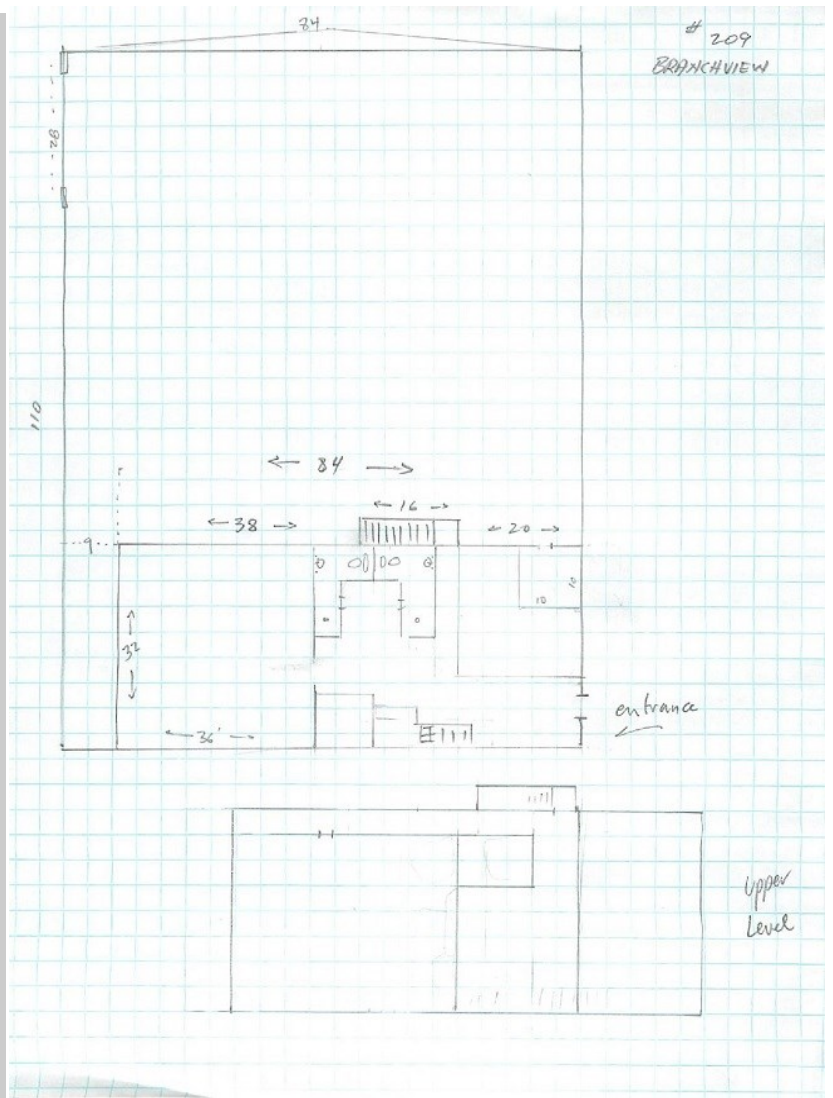 84
# 209
BRANCHVIEW
28
110
← 84 →
← 16 →
← 38 →
← 20 →
9
10
10
32
← 36' →
entrance
Upper
Level